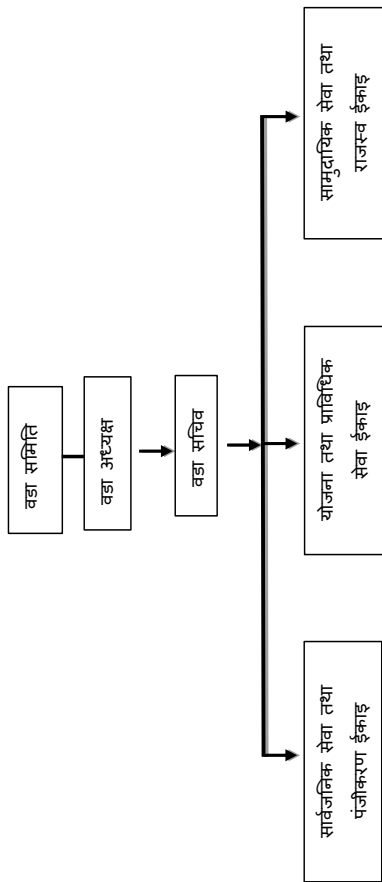 वडा समिति
वडा अध्यक्ष
वडा सचिव
सार्वजनिक सेवा तथा
पंजीकरण ईकाइ
योजना तथा प्राविधिक
सेवा ईकाइ
सामुदायिक सेवा तथा
राजस्व ईकाइ